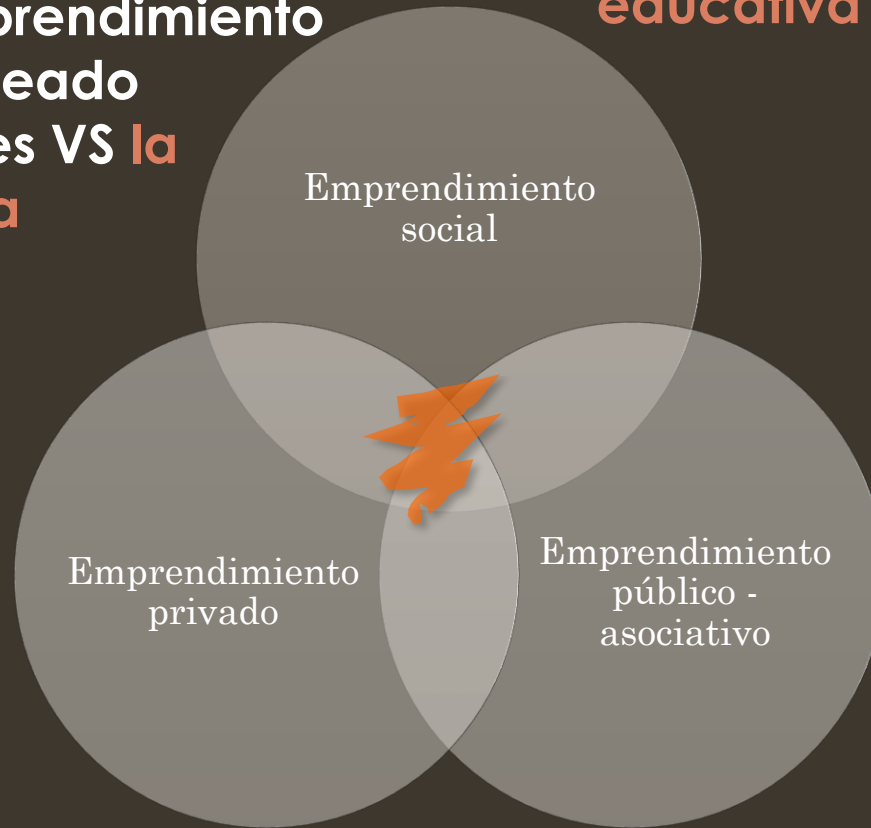 prendimiento
educativa
eado
es VS la
a
Emprendimiento
social
Emprendimiento
privado
Emprendimiento
público -
asociativo